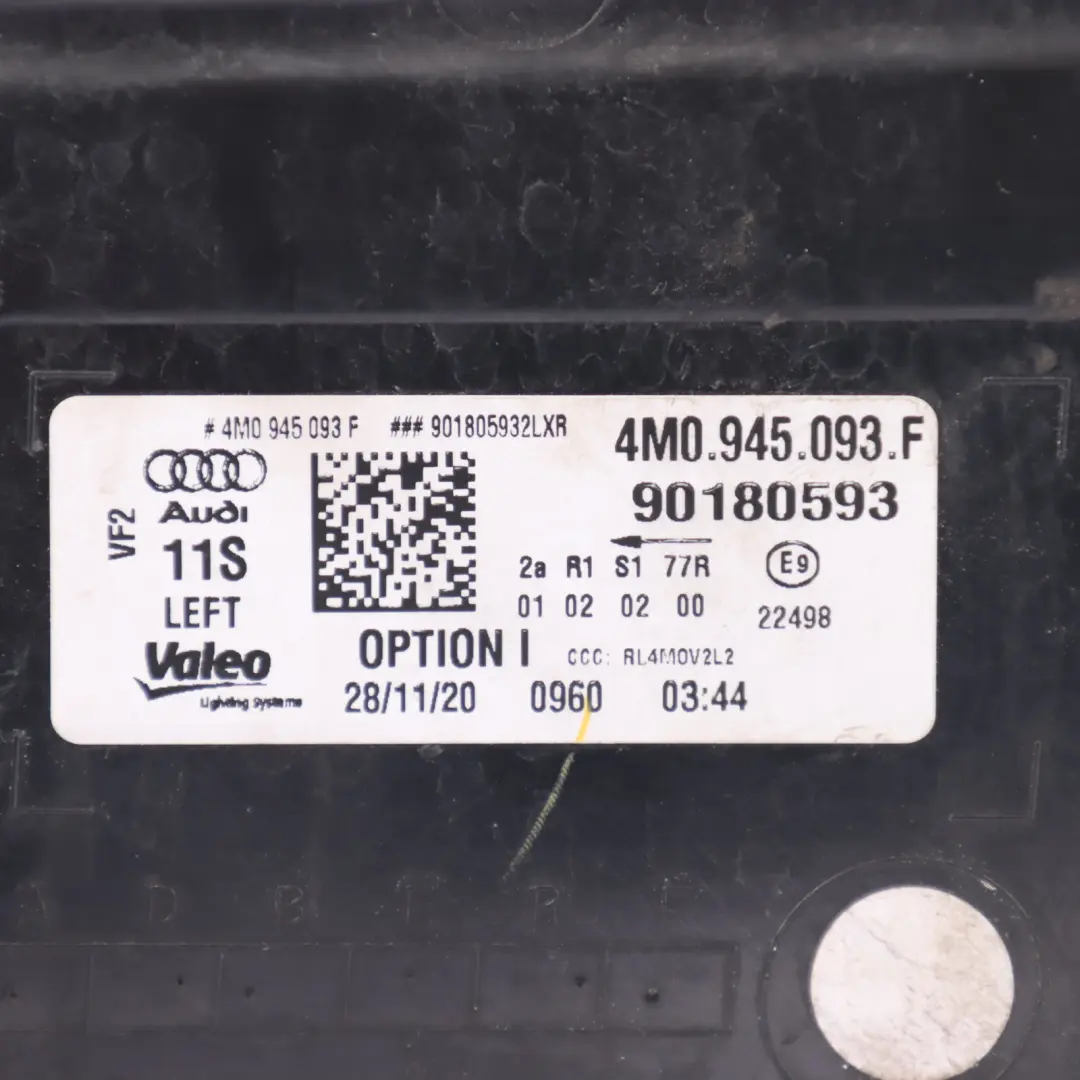 # 4M0 945 093 F ### 901805932LXR
4M0.945.093.F
90180593
VF2
Audi
11S
LEFT
Valeo
Lighting Systems
2a R1 S1 77R
01 02 02 00
E9
22498
OPTION I CCC: RL4M0V2L2
28/11/20 0960 03:44
A D B T R E